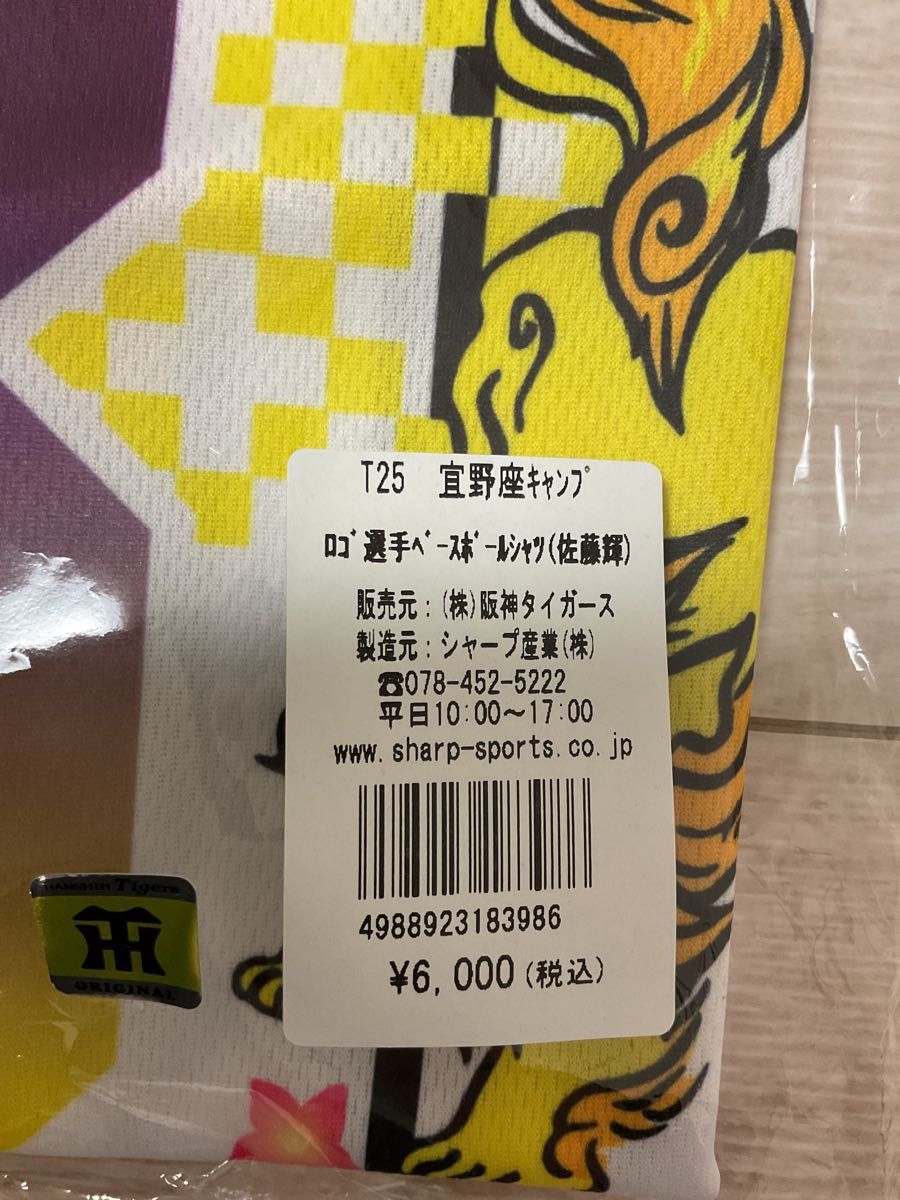 T25 宜野座ｷｬﾝﾌﾟ
ﾛｺﾞ選手ﾍﾞｰｽﾎﾞｰﾙｼｬﾂ(佐藤輝)
販売元:(株)阪神タイガース
製造元:シャープ産業(株)
☎078-452-5222
平日10:00～17:00
www.sharp-sports.co.jp
4988923183986
¥6,000(税込)
HANSHIN Tigers
ORIGINAL